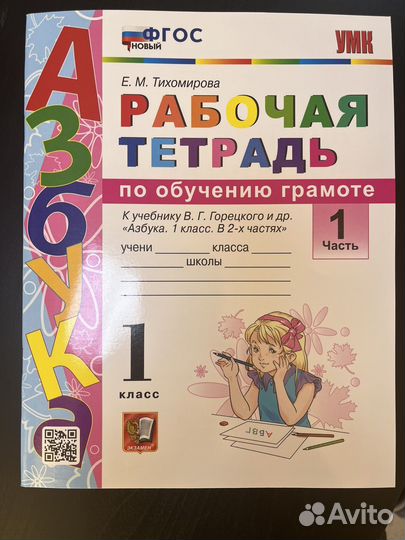 ФГОС
НОВЫЙ
УМК
Е. М. Тихомирова
РАБОЧАЯ
ТЕТРАДЬ
по обучению грамоте
К учебнику В. Г. Горецкого и др.
«Азбука. 1 класс. В 2-х частях»
1
Часть
учени класса
школы
АЗБУКА
1
класс
ЭКЗАМЕН
АБВГ
Avito